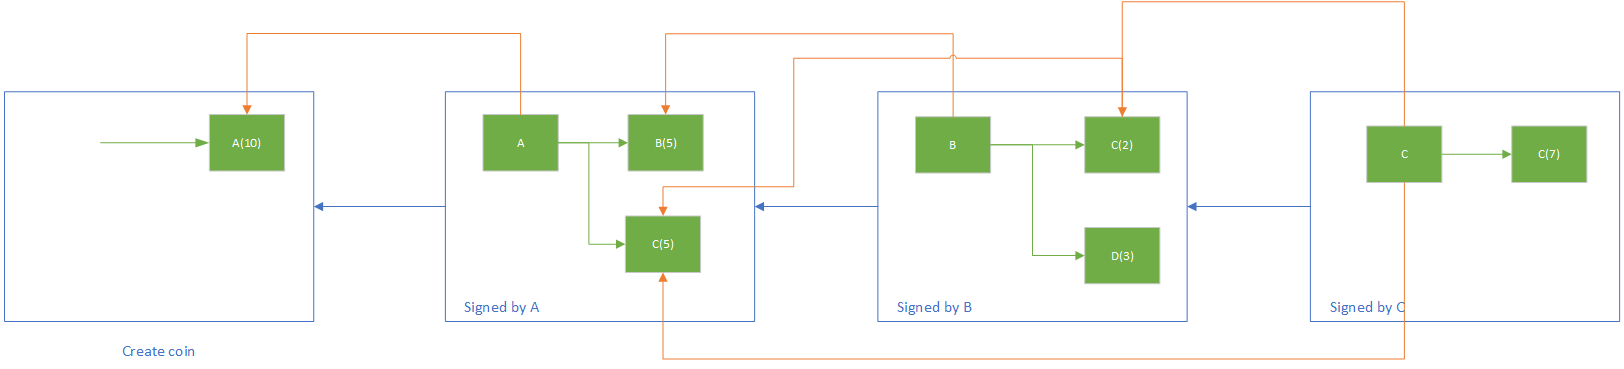 A(10)
Create coin
A
B(5)
C(5)
Signed by A
B
C(2)
D(3)
Signed by B
C
C(7)
Signed by C